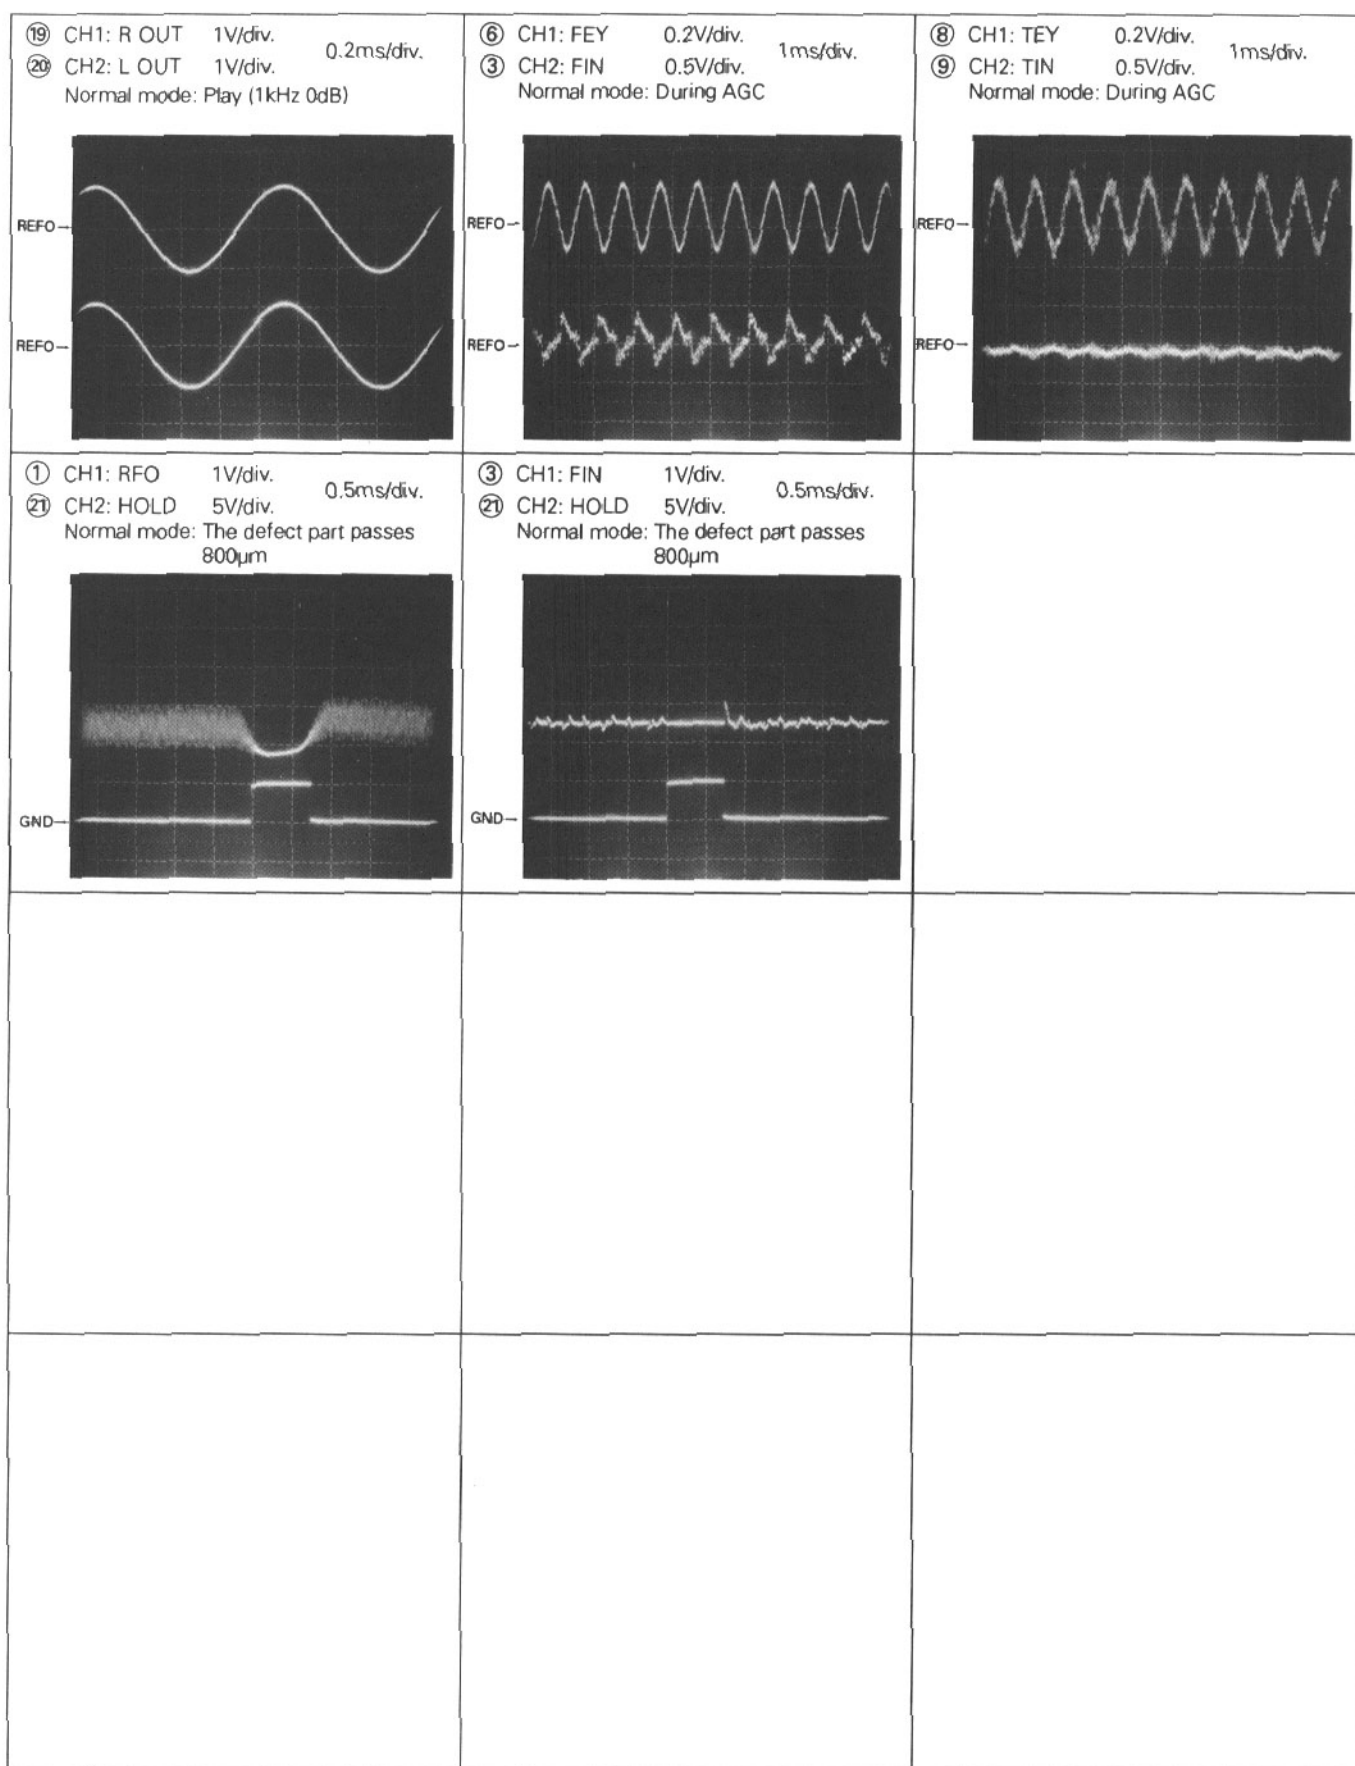 ⑲ CH1: R OUT 1V/div. 0.2ms/div.
⑳ CH2: L OUT 1V/div.
Normal mode: Play (1kHz 0dB)
REFO→
REFO→
⑥ CH1: FEY 0.2V/div. 1ms/div.
③ CH2: FIN 0.5V/div.
Normal mode: During AGC
REFO→
REFO→
⑧ CH1: TEY 0.2V/div. 1ms/div.
⑨ CH2: TIN 0.5V/div.
Normal mode: During AGC
REFO→
REFO→
① CH1: RFO 1V/div. 0.5ms/div.
㉑ CH2: HOLD 5V/div.
Normal mode: The defect part passes
800µm
GND→
③ CH1: FIN 1V/div. 0.5ms/div.
㉑ CH2: HOLD 5V/div.
Normal mode: The defect part passes
800µm
GND→